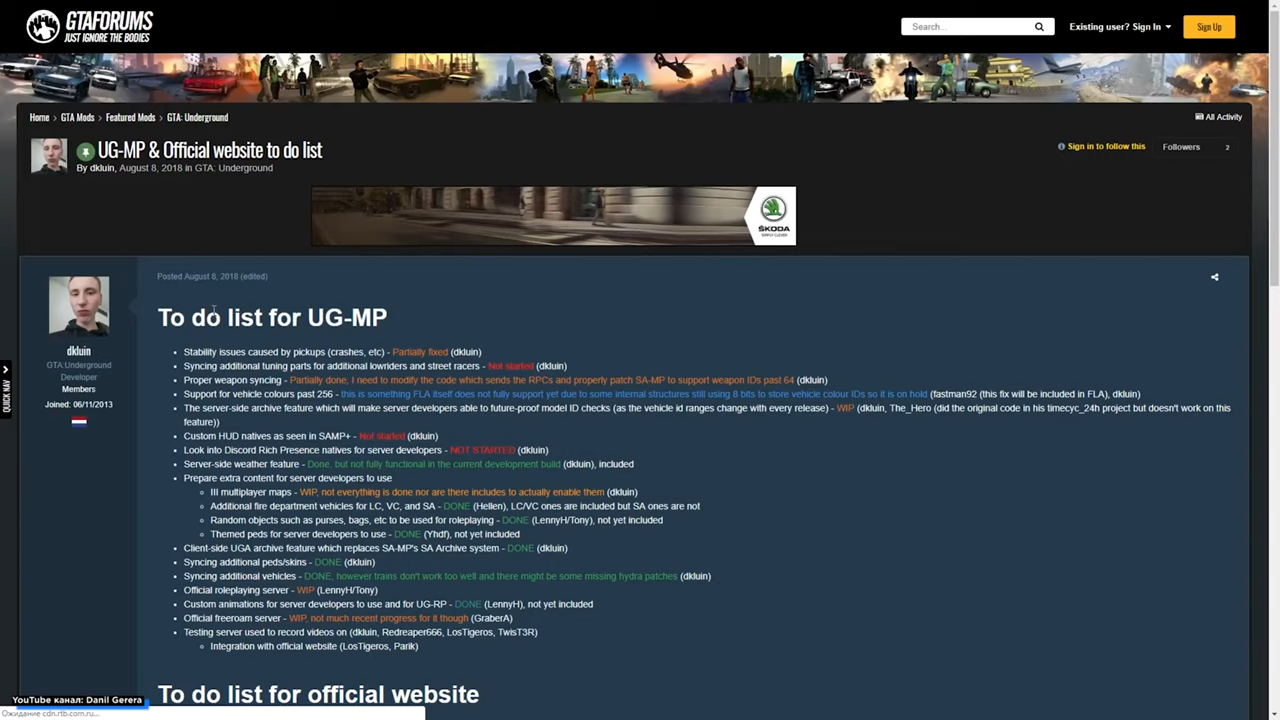 GTAFORUMS
JUST IGNORE THE BODIES
Search...
Existing user? Sign In
Sign Up
Home > GTA Mods > Featured Mods > GTA: Underground
All Activity
UG-MP & Official website to do list
By dkluin, August 8, 2018 in GTA: Underground
Sign in to follow this
Followers 2
ŠKODA
SIMPLY CLEVER
Posted August 8, 2018 (edited)
To do list for UG-MP
dkluin
GTA:Underground
Developer
Members
Joined: 06/11/2013
QUICK NAV
• Stability issues caused by pickups (crashes, etc) - Partially fixed (dkluin)
• Syncing additional tuning parts for additional lowriders and street racers - Not started (dkluin)
• Proper weapon syncing - Partially done, I need to modify the code which sends the RPCs and properly patch SA-MP to support weapon IDs past 64 (dkluin)
• Support for vehicle colours past 256 - this is something FLA itself does not fully support yet due to some internal structures still using 8 bits to store vehicle colour IDs so it is on hold (fastman92 (this fix will be included in FLA), dkluin)
• The server-side archive feature which will make server developers able to future-proof model ID checks (as the vehicle id ranges change with every release) - WIP (dkluin, The_Hero (did the original code in his timecyc_24h project but doesn't work on this
feature))
• Custom HUD natives as seen in SAMP+ - Not started (dkluin)
• Look into Discord Rich Presence natives for server developers - NOT STARTED (dkluin)
• Server-side weather feature - Done, but not fully functional in the current development build (dkluin), included
• Prepare extra content for server developers to use
III multiplayer maps - WIP, not everything is done nor are there includes to actually enable them (dkluin)
Additional fire department vehicles for LC, VC, and SA - DONE (Hellen), LC/VC ones are included but SA ones are not
Random objects such as purses, bags, etc to be used for roleplaying - DONE (LennyH/Tony), not yet included
Themed peds for server developers to use - DONE (Yhdf), not yet included
• Client-side UGA archive feature which replaces SA-MP's SA Archive system - DONE (dkluin)
• Syncing additional peds/skins - DONE (dkluin)
• Syncing additional vehicles - DONE, however trains don't work too well and there might be some missing hydra patches (dkluin)
• Official roleplaying server - WIP (LennyH/Tony)
• Custom animations for server developers to use and for UG-RP - DONE (LennyH), not yet included
• Official freeroam server - WIP, not much recent progress for it though (GraberA)
• Testing server used to record videos on (dkluin, Redreaper666, LosTigeros, TwisT3R)
Integration with official website (LosTigeros, Parik)
To do list for official website
YouTube канал: Danil Gerera
Ожидание cdn.rtb.com.ru...